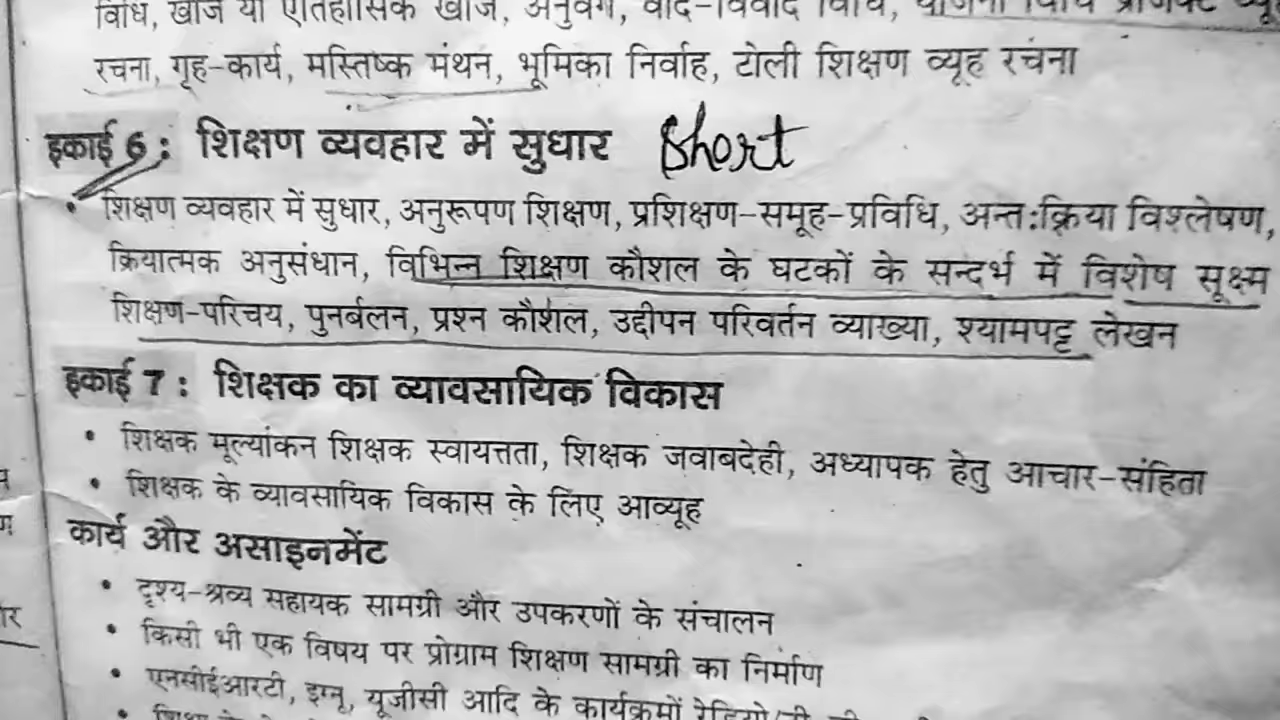 विधि, खोज या ऐतिहासिक खोज, अनुवर्ग, वाद-विवाद विधि, योजना विधि प्रोजेक्ट व्यूह
रचना, गृह-कार्य, मस्तिष्क मंथन, भूमिका निर्वाह, टोली शिक्षण व्यूह रचना
इकाई 6 : शिक्षण व्यवहार में सुधार Short
• शिक्षण व्यवहार में सुधार, अनुरूपण शिक्षण, प्रशिक्षण-समूह-प्रविधि, अन्त:क्रिया विश्लेषण,
क्रियात्मक अनुसंधान, विभिन्न शिक्षण कौशल के घटकों के सन्दर्भ में विशेष सूक्ष्म
शिक्षण-परिचय, पुनर्बलन, प्रश्न कौशल, उद्दीपन परिवर्तन व्याख्या, श्यामपट्ट लेखन
इकाई 7 : शिक्षक का व्यावसायिक विकास
• शिक्षक मूल्यांकन शिक्षक स्वायत्तता, शिक्षक जवाबदेही, अध्यापक हेतु आचार-संहिता
• शिक्षक के व्यावसायिक विकास के लिए आव्यूह
कार्य और असाइनमेंट
• दृश्य-श्रव्य सहायक सामग्री और उपकरणों के संचालन
• किसी भी एक विषय पर प्रोग्राम शिक्षण सामग्री का निर्माण
• एनसीईआरटी, इग्नू, यूजीसी आदि के कार्यक्रमों